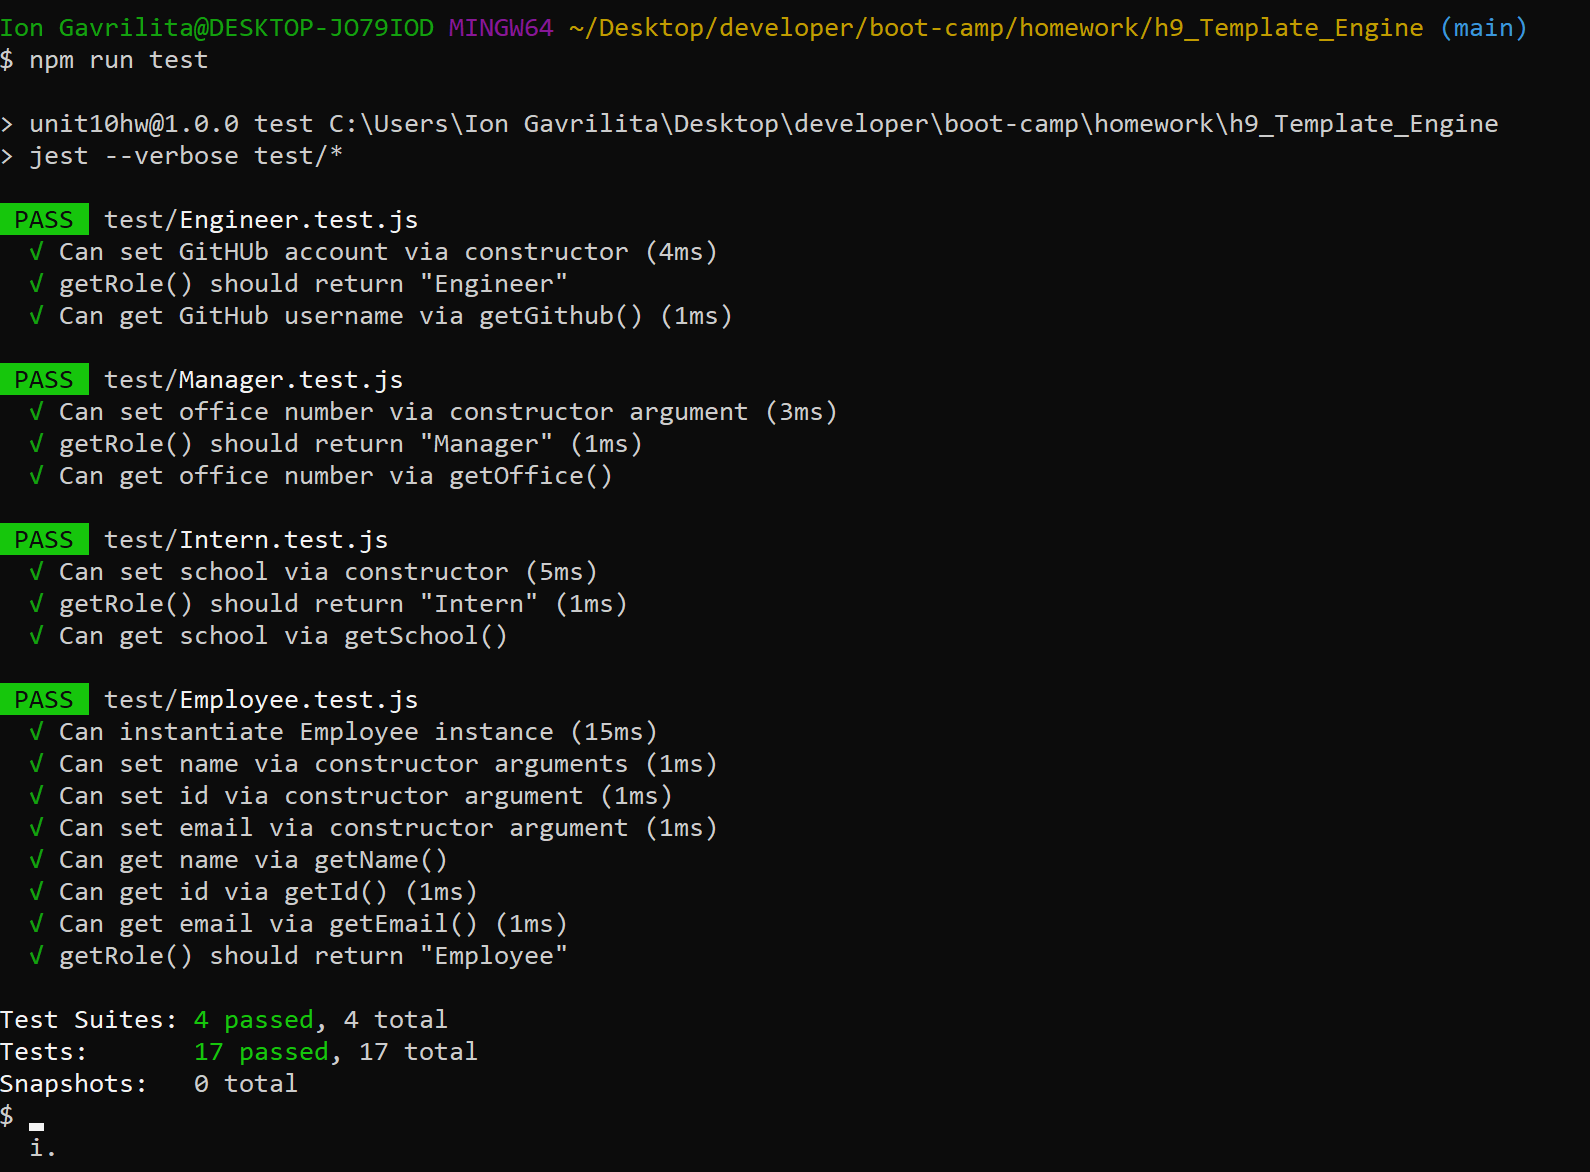 Ion Gavrilita@DESKTOP-JO79IOD MINGW64 ~/Desktop/developer/boot-camp/homework/h9_Template_Engine (main)
$ npm run test
> unit10hw@1.0.0 test C:\Users\Ion Gavrilita\Desktop\developer\boot-camp\homework\h9_Template_Engine
> jest --verbose test/*
PASS test/Engineer.test.js
√ Can set GitHUb account via constructor (4ms)
√ getRole() should return "Engineer"
√ Can get GitHub username via getGithub() (1ms)
PASS test/Manager.test.js
√ Can set office number via constructor argument (3ms)
√ getRole() should return "Manager" (1ms)
√ Can get office number via getOffice()
PASS test/Intern.test.js
√ Can set school via constructor (5ms)
√ getRole() should return "Intern" (1ms)
√ Can get school via getSchool()
PASS test/Employee.test.js
√ Can instantiate Employee instance (15ms)
√ Can set name via constructor arguments (1ms)
√ Can set id via constructor argument (1ms)
√ Can set email via constructor argument (1ms)
√ Can get name via getName()
√ Can get id via getId() (1ms)
√ Can get email via getEmail() (1ms)
√ getRole() should return "Employee"
Test Suites: 4 passed, 4 total
Tests: 17 passed, 17 total
Snapshots: 0 total
$
i.